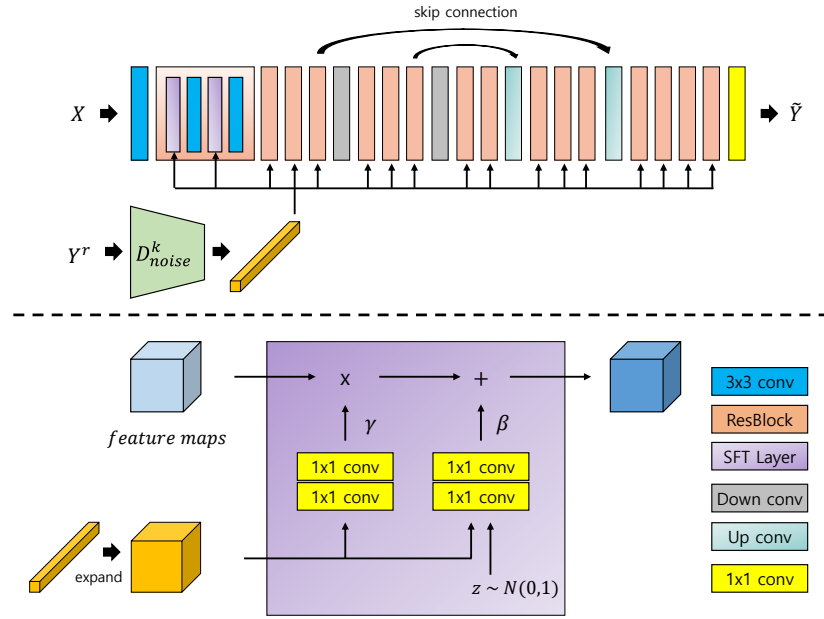 skip connection
X
Ỹ
Y^r
D^k_noise
feature maps
x
+
γ
β
1x1 conv
1x1 conv
1x1 conv
1x1 conv
expand
z ~ N(0,1)
3x3 conv
ResBlock
SFT Layer
Down conv
Up conv
1x1 conv